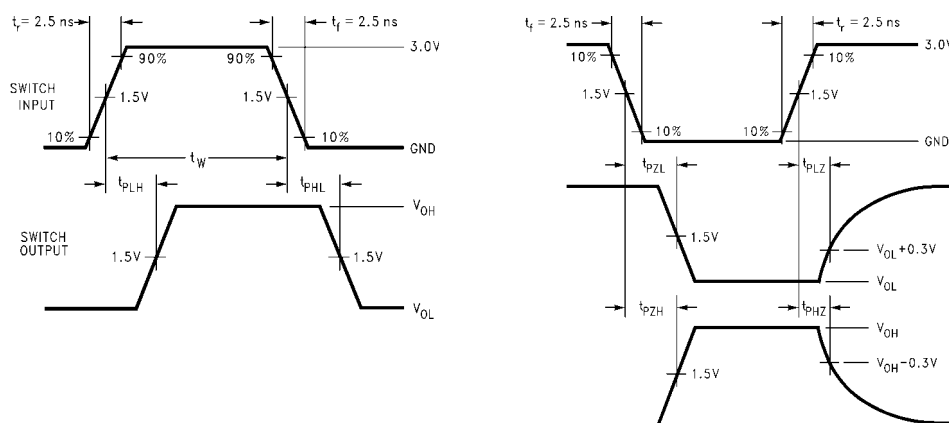 tr = 2.5 ns
tf = 2.5 ns
3.0V
90%
90%
SWITCH
INPUT
1.5V
1.5V
10%
10%
GND
tW
tPLH
tPHL
VOH
SWITCH
OUTPUT
1.5V
1.5V
VOL
tf = 2.5 ns
tr = 2.5 ns
3.0V
10%
10%
1.5V
1.5V
10%
10%
GND
tPZL
tPLZ
1.5V
VOL+0.3V
VOL
tPZH
tPHZ
VOH
VOH−0.3V
1.5V